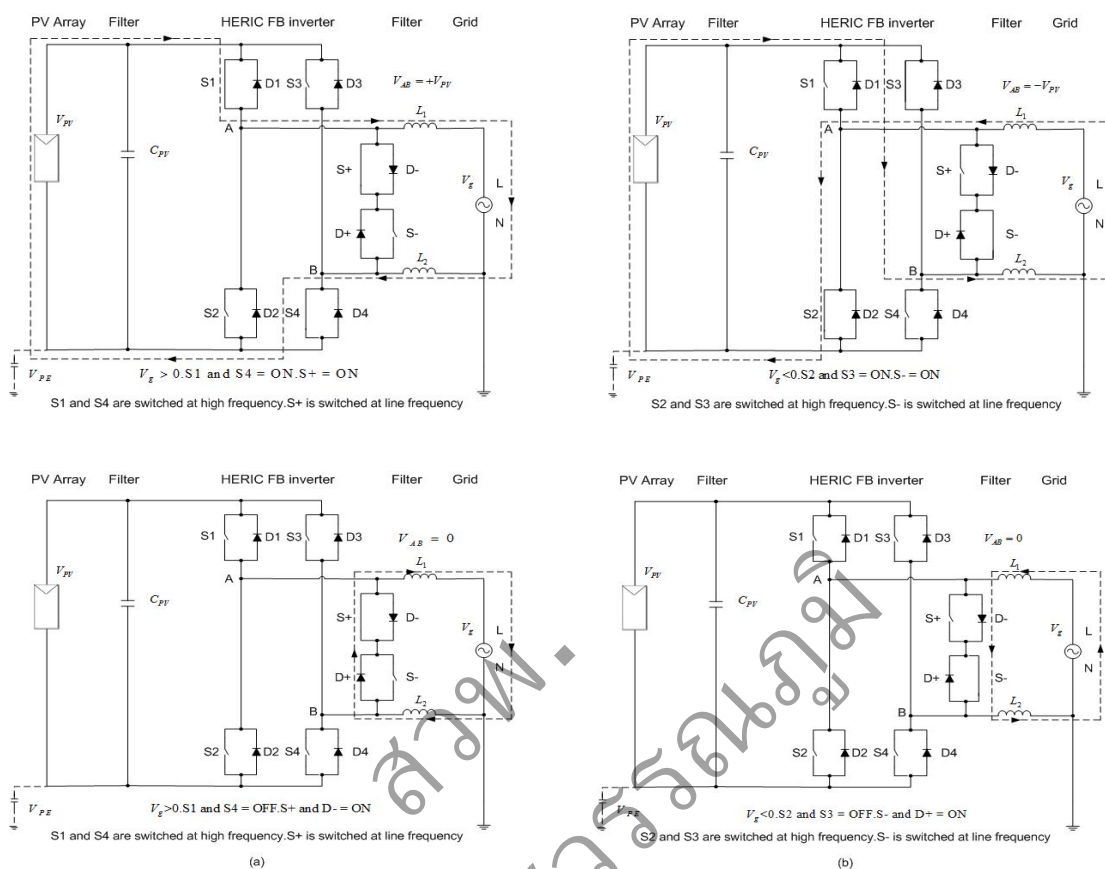 PV Array Filter HERIC FB inverter Filter Grid
S1 D1 S3 D3
V_AB = +V_PV
V_PV
A
L_1
C_PV
S+ D-
V_g L
N
D+ S-
B
L_2
S2 D2 S4 D4
V_PE
V_g > 0.S1 and S4 = ON.S+ = ON
S1 and S4 are switched at high frequency.S+ is switched at line frequency
PV Array Filter HERIC FB inverter Filter Grid
S1 D1 S3 D3
V_AB = -V_PV
V_PV
A
L_1
C_PV
S+ D-
V_g L
N
D+ S-
B
L_2
S2 D2 S4 D4
V_PE
V_g<0.S2 and S3 = ON.S- = ON
S2 and S3 are switched at high frequency.S- is switched at line frequency
PV Array Filter HERIC FB inverter Filter Grid
S1 D1 S3 D3
V_AB = 0
V_PV
A
L_1
C_PV
S+ D-
V_g L
N
D+ S-
B
L_2
S2 D2 S4 D4
V_PE
V_g>0.S1 and S4 = OFF.S+ and D- = ON
S1 and S4 are switched at high frequency.S+ is switched at line frequency
(a)
PV Array Filter HERIC FB inverter Filter Grid
S1 D1 S3 D3
V_AB = 0
V_PV
A
L_1
C_PV
S+ D-
V_g L
N
D+ S-
B
L_2
S2 D2 S4 D4
V_PE
V_g<0.S2 and S3 = OFF.S- and D+ = ON
S2 and S3 are switched at high frequency.S- is switched at line frequency
(b)
สวพ.